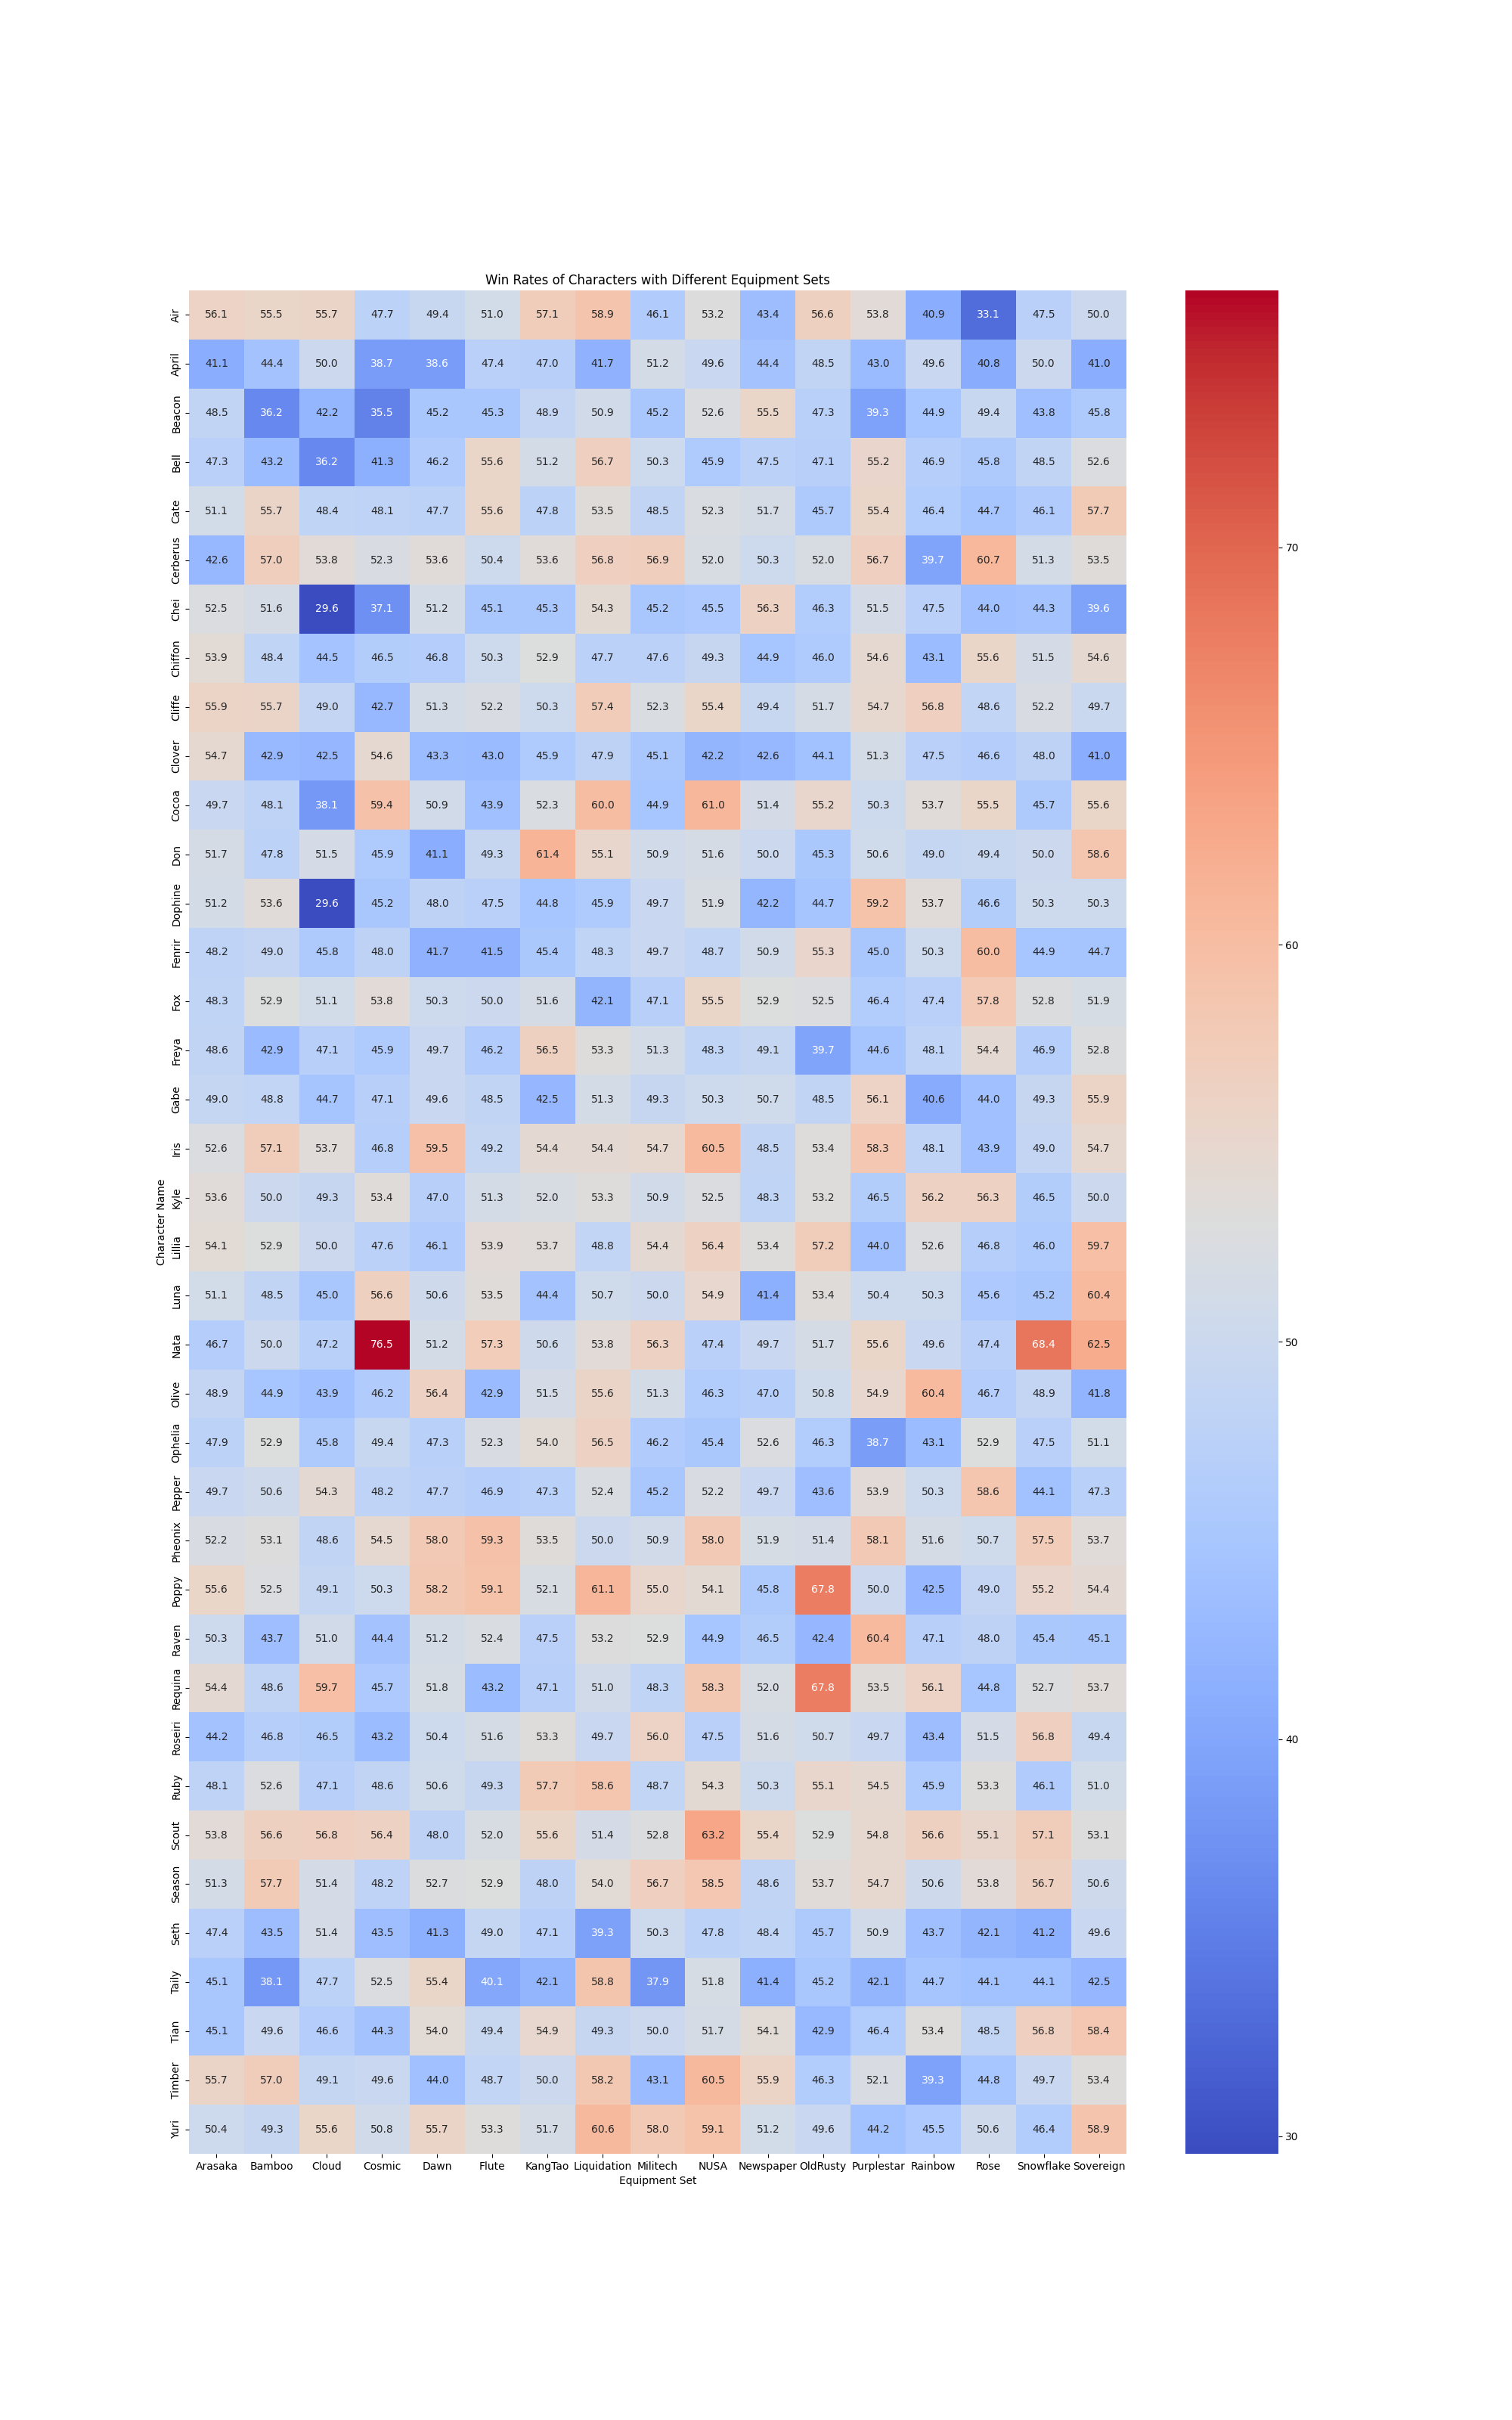 Win Rates of Characters with Different Equipment Sets
Air 56.1 55.5 55.7 47.7 49.4 51.0 57.1 58.9 46.1 53.2 43.4 56.6 53.8 40.9 33.1 47.5 50.0
April 41.1 44.4 50.0 38.7 38.6 47.4 47.0 41.7 51.2 49.6 44.4 48.5 43.0 49.6 40.8 50.0 41.0
Beacon 48.5 36.2 42.2 35.5 45.2 45.3 48.9 50.9 45.2 52.6 55.5 47.3 39.3 44.9 49.4 43.8 45.8
Bell 47.3 43.2 36.2 41.3 46.2 55.6 51.2 56.7 50.3 45.9 47.5 47.1 55.2 46.9 45.8 48.5 52.6
Cate 51.1 55.7 48.4 48.1 47.7 55.6 47.8 53.5 48.5 52.3 51.7 45.7 55.4 46.4 44.7 46.1 57.7
Cerberus 42.6 57.0 53.8 52.3 53.6 50.4 53.6 56.8 56.9 52.0 50.3 52.0 56.7 39.7 60.7 51.3 53.5
Chei 52.5 51.6 29.6 37.1 51.2 45.1 45.3 54.3 45.2 45.5 56.3 46.3 51.5 47.5 44.0 44.3 39.6
70
Chiffon 53.9 48.4 44.5 46.5 46.8 50.3 52.9 47.7 47.6 49.3 44.9 46.0 54.6 43.1 55.6 51.5 54.6
Cliffe 55.9 55.7 49.0 42.7 51.3 52.2 50.3 57.4 52.3 55.4 49.4 51.7 54.7 56.8 48.6 52.2 49.7
Clover 54.7 42.9 42.5 54.6 43.3 43.0 45.9 47.9 45.1 42.2 42.6 44.1 51.3 47.5 46.6 48.0 41.0
Cocoa 49.7 48.1 38.1 59.4 50.9 43.9 52.3 60.0 44.9 61.0 51.4 55.2 50.3 53.7 55.5 45.7 55.6
Don 51.7 47.8 51.5 45.9 41.1 49.3 61.4 55.1 50.9 51.6 50.0 45.3 50.6 49.0 49.4 50.0 58.6
Dophine 51.2 53.6 29.6 45.2 48.0 47.5 44.8 45.9 49.7 51.9 42.2 44.7 59.2 53.7 46.6 50.3 50.3
Fenrir 48.2 49.0 45.8 48.0 41.7 41.5 45.4 48.3 49.7 48.7 50.9 55.3 45.0 50.3 60.0 44.9 44.7
60
Fox 48.3 52.9 51.1 53.8 50.3 50.0 51.6 42.1 47.1 55.5 52.9 52.5 46.4 47.4 57.8 52.8 51.9
Freya 48.6 42.9 47.1 45.9 49.7 46.2 56.5 53.3 51.3 48.3 49.1 39.7 44.6 48.1 54.4 46.9 52.8
Gabe 49.0 48.8 44.7 47.1 49.6 48.5 42.5 51.3 49.3 50.3 50.7 48.5 56.1 40.6 44.0 49.3 55.9
Iris 52.6 57.1 53.7 46.8 59.5 49.2 54.4 54.4 54.7 60.5 48.5 53.4 58.3 48.1 43.9 49.0 54.7
Character Name
Kyle 53.6 50.0 49.3 53.4 47.0 51.3 52.0 53.3 50.9 52.5 48.3 53.2 46.5 56.2 56.3 46.5 50.0
Lillia 54.1 52.9 50.0 47.6 46.1 53.9 53.7 48.8 54.4 56.4 53.4 57.2 44.0 52.6 46.8 46.0 59.7
Luna 51.1 48.5 45.0 56.6 50.6 53.5 44.4 50.7 50.0 54.9 41.4 53.4 50.4 50.3 45.6 45.2 60.4
Nata 46.7 50.0 47.2 76.5 51.2 57.3 50.6 53.8 56.3 47.4 49.7 51.7 55.6 49.6 47.4 68.4 62.5
50
Olive 48.9 44.9 43.9 46.2 56.4 42.9 51.5 55.6 51.3 46.3 47.0 50.8 54.9 60.4 46.7 48.9 41.8
Ophelia 47.9 52.9 45.8 49.4 47.3 52.3 54.0 56.5 46.2 45.4 52.6 46.3 38.7 43.1 52.9 47.5 51.1
Pepper 49.7 50.6 54.3 48.2 47.7 46.9 47.3 52.4 45.2 52.2 49.7 43.6 53.9 50.3 58.6 44.1 47.3
Pheonix 52.2 53.1 48.6 54.5 58.0 59.3 53.5 50.0 50.9 58.0 51.9 51.4 58.1 51.6 50.7 57.5 53.7
Poppy 55.6 52.5 49.1 50.3 58.2 59.1 52.1 61.1 55.0 54.1 45.8 67.8 50.0 42.5 49.0 55.2 54.4
Raven 50.3 43.7 51.0 44.4 51.2 52.4 47.5 53.2 52.9 44.9 46.5 42.4 60.4 47.1 48.0 45.4 45.1
Requina 54.4 48.6 59.7 45.7 51.8 43.2 47.1 51.0 48.3 58.3 52.0 67.8 53.5 56.1 44.8 52.7 53.7
Roseiri 44.2 46.8 46.5 43.2 50.4 51.6 53.3 49.7 56.0 47.5 51.6 50.7 49.7 43.4 51.5 56.8 49.4
40
Ruby 48.1 52.6 47.1 48.6 50.6 49.3 57.7 58.6 48.7 54.3 50.3 55.1 54.5 45.9 53.3 46.1 51.0
Scout 53.8 56.6 56.8 56.4 48.0 52.0 55.6 51.4 52.8 63.2 55.4 52.9 54.8 56.6 55.1 57.1 53.1
Season 51.3 57.7 51.4 48.2 52.7 52.9 48.0 54.0 56.7 58.5 48.6 53.7 54.7 50.6 53.8 56.7 50.6
Seth 47.4 43.5 51.4 43.5 41.3 49.0 47.1 39.3 50.3 47.8 48.4 45.7 50.9 43.7 42.1 41.2 49.6
Taily 45.1 38.1 47.7 52.5 55.4 40.1 42.1 58.8 37.9 51.8 41.4 45.2 42.1 44.7 44.1 44.1 42.5
Tian 45.1 49.6 46.6 44.3 54.0 49.4 54.9 49.3 50.0 51.7 54.1 42.9 46.4 53.4 48.5 56.8 58.4
Timber 55.7 57.0 49.1 49.6 44.0 48.7 50.0 58.2 43.1 60.5 55.9 46.3 52.1 39.3 44.8 49.7 53.4
Yuri 50.4 49.3 55.6 50.8 55.7 53.3 51.7 60.6 58.0 59.1 51.2 49.6 44.2 45.5 50.6 46.4 58.9
30
Arasaka Bamboo Cloud Cosmic Dawn Flute KangTao Liquidation Militech NUSA Newspaper OldRusty Purplestar Rainbow Rose Snowflake Sovereign
Equipment Set